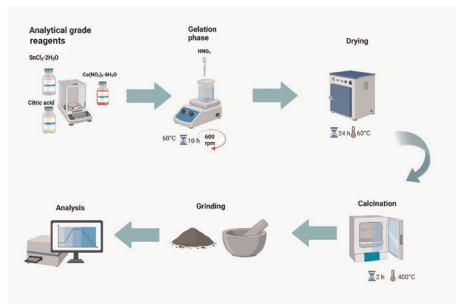 Analytical grade
reagents
SnCl₂·2H₂O
Co(NO₃)₂·6H₂O
Citric acid
Gelation
phase
HNO₃
60°C 10 h 600
rpm
Drying
24 h 60°C
Calcination
2 h 400°C
Grinding
Analysis